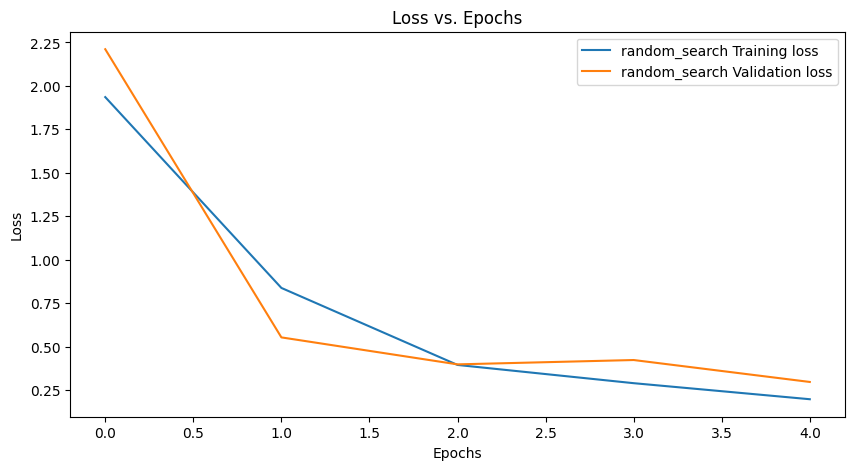 Loss vs. Epochs
random_search Training loss
random_search Validation loss
Loss
2.25
2.00
1.75
1.50
1.25
1.00
0.75
0.50
0.25
0.0 0.5 1.0 1.5 2.0 2.5 3.0 3.5 4.0
Epochs